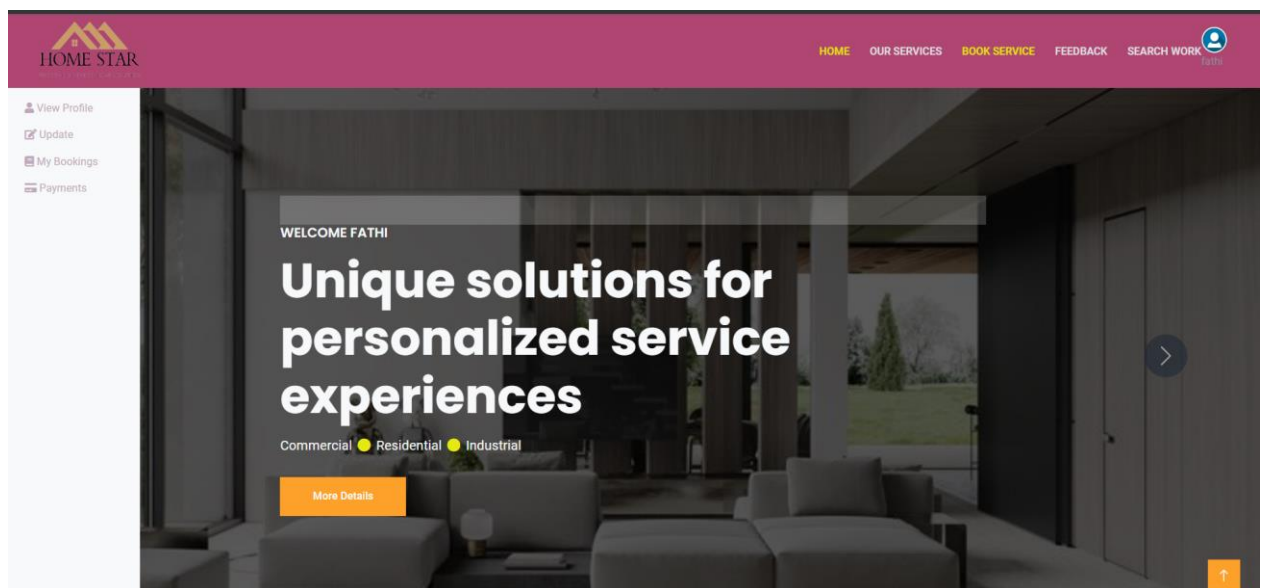 HOME STAR
HOME
OUR SERVICES
BOOK SERVICE
FEEDBACK
SEARCH WORK
fathi
View Profile
Update
My Bookings
Payments
WELCOME FATHI
Unique solutions for
personalized service
experiences
Commercial Residential Industrial
More Details